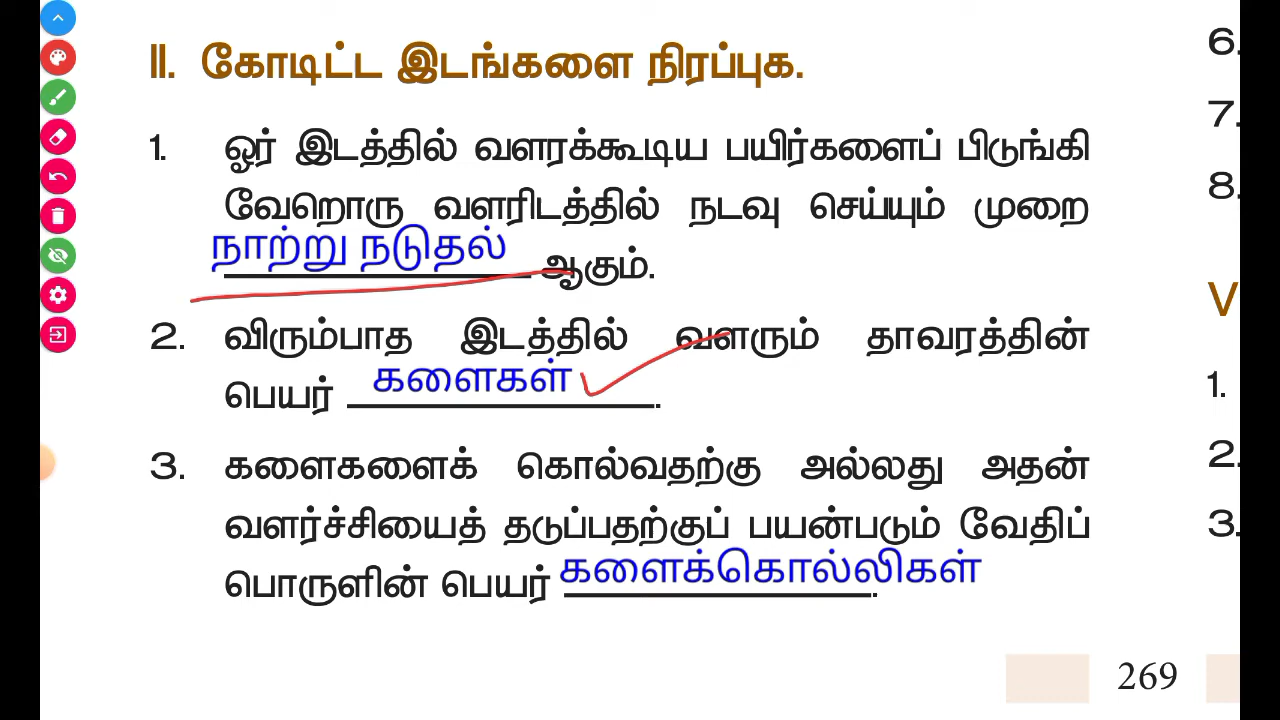 II. கோடிட்ட இடங்களை நிரப்புக.
1. ஓர் இடத்தில் வளரக்கூடிய பயிர்களைப் பிடுங்கி
வேறொரு வளரிடத்தில் நடவு செய்யும் முறை
நாற்று நடுதல் ஆகும்.
2. விரும்பாத இடத்தில் வளரும் தாவரத்தின்
பெயர் களைகள்.
3. களைகளைக் கொல்வதற்கு அல்லது அதன்
வளர்ச்சியைத் தடுப்பதற்குப் பயன்படும் வேதிப்
பொருளின் பெயர் களைக்கொல்லிகள்.
269
6.
7.
8.
V
1.
2.
3.